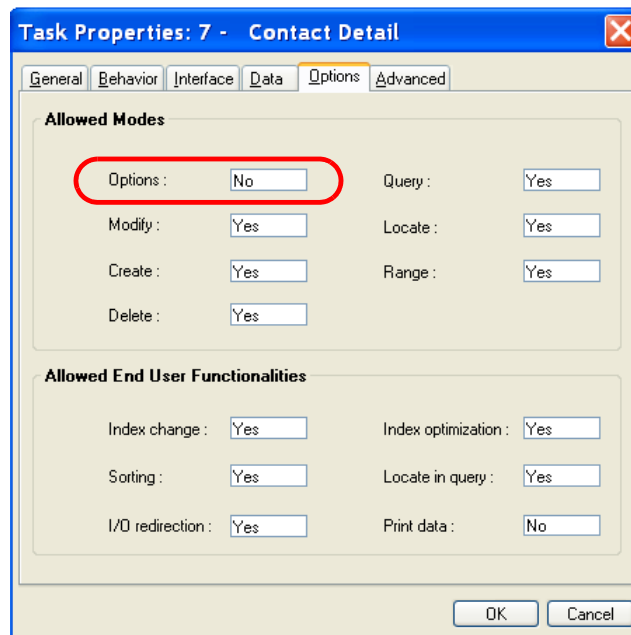 Task Properties: 7 - Contact Detail
General Behavior Interface Data Options Advanced
Allowed Modes
Options : No Query : Yes
Modify : Yes Locate : Yes
Create : Yes Range : Yes
Delete : Yes
Allowed End User Functionalities
Index change : Yes Index optimization : Yes
Sorting : Yes Locate in query : Yes
I/O redirection : Yes Print data : No
OK Cancel